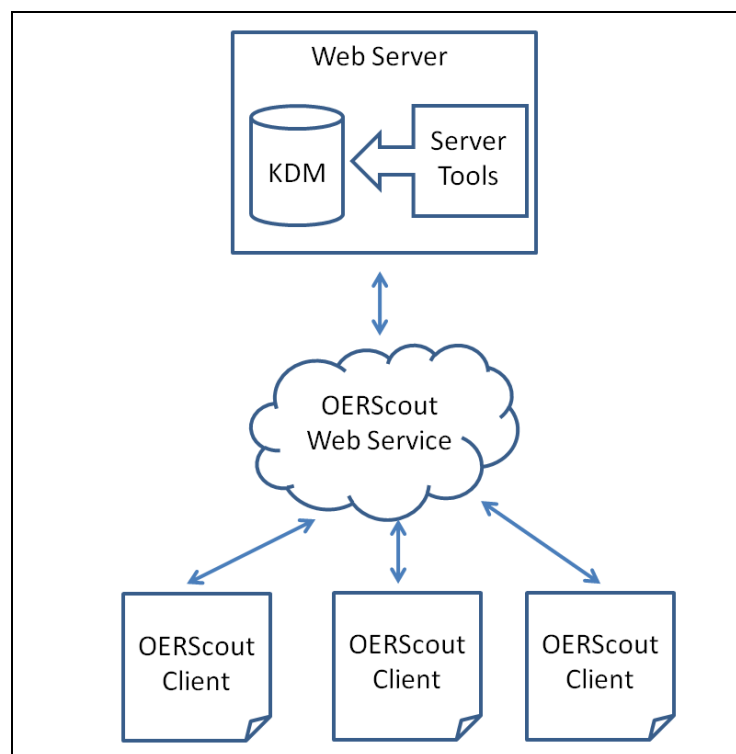 Web Server
KDM
Server
Tools
OERScout
Web Service
OERScout
Client
OERScout
Client
OERScout
Client